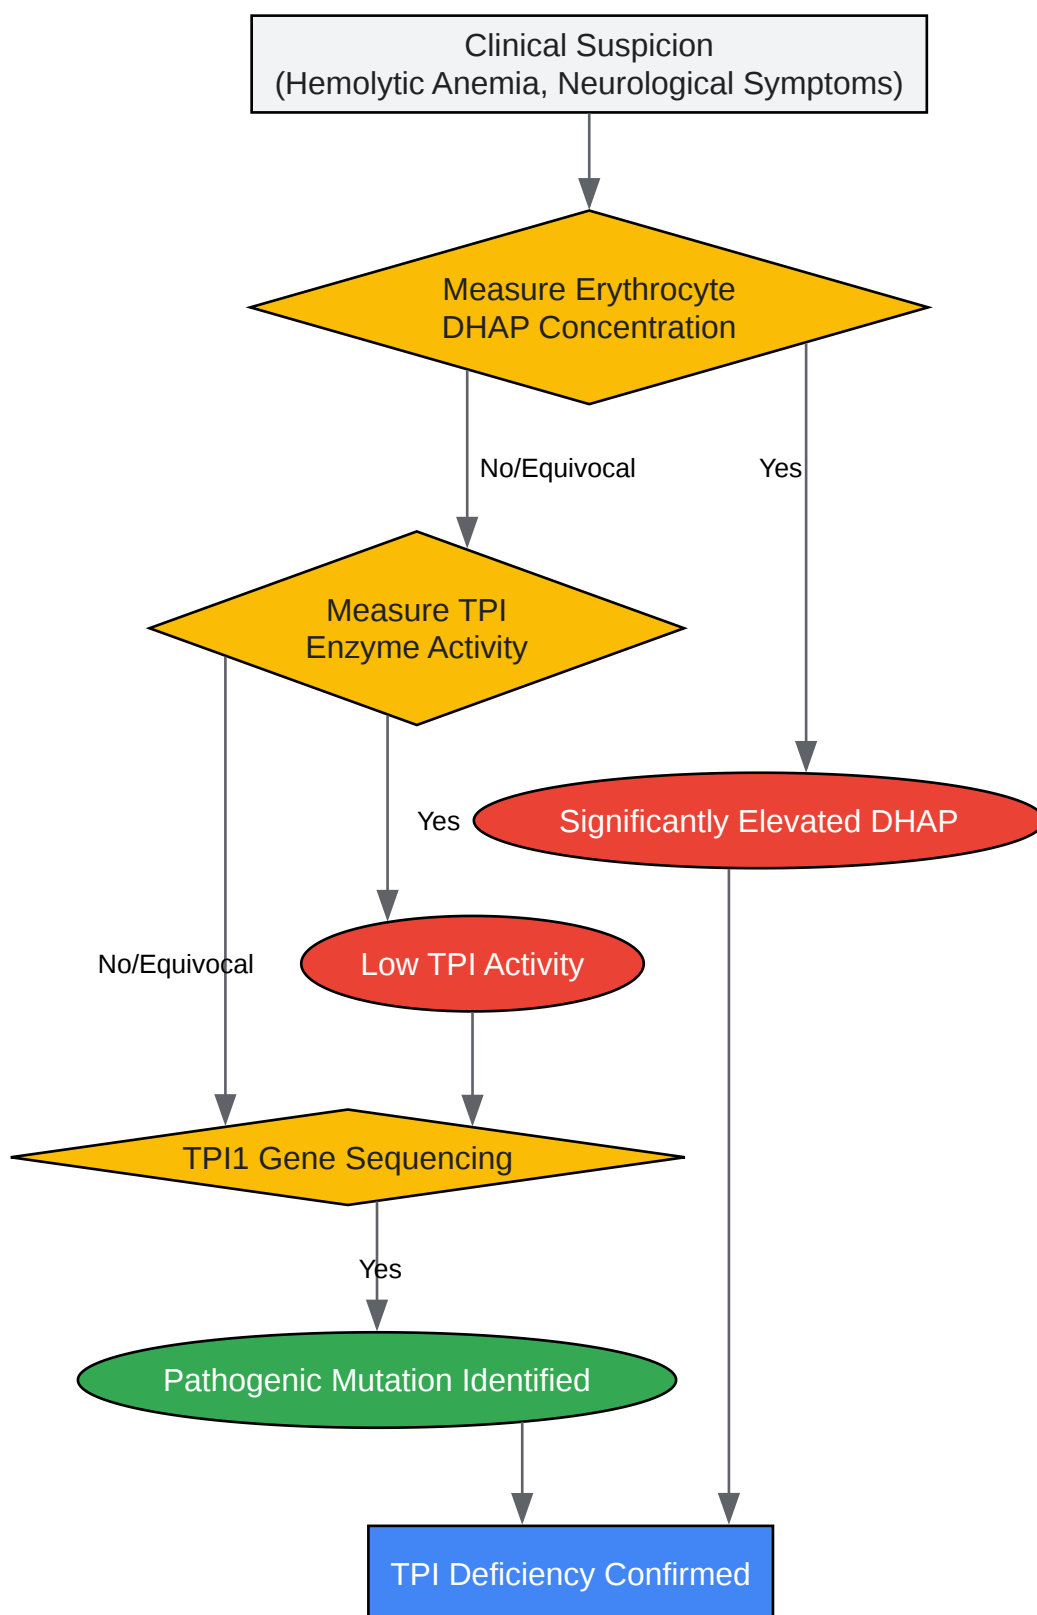 Clinical Suspicion
(Hemolytic Anemia, Neurological Symptoms)
Measure Erythrocyte
DHAP Concentration
No/Equivocal
Yes
Measure TPI
Enzyme Activity
Yes
Significantly Elevated DHAP
No/Equivocal
Low TPI Activity
TPI1 Gene Sequencing
Yes
Pathogenic Mutation Identified
TPI Deficiency Confirmed